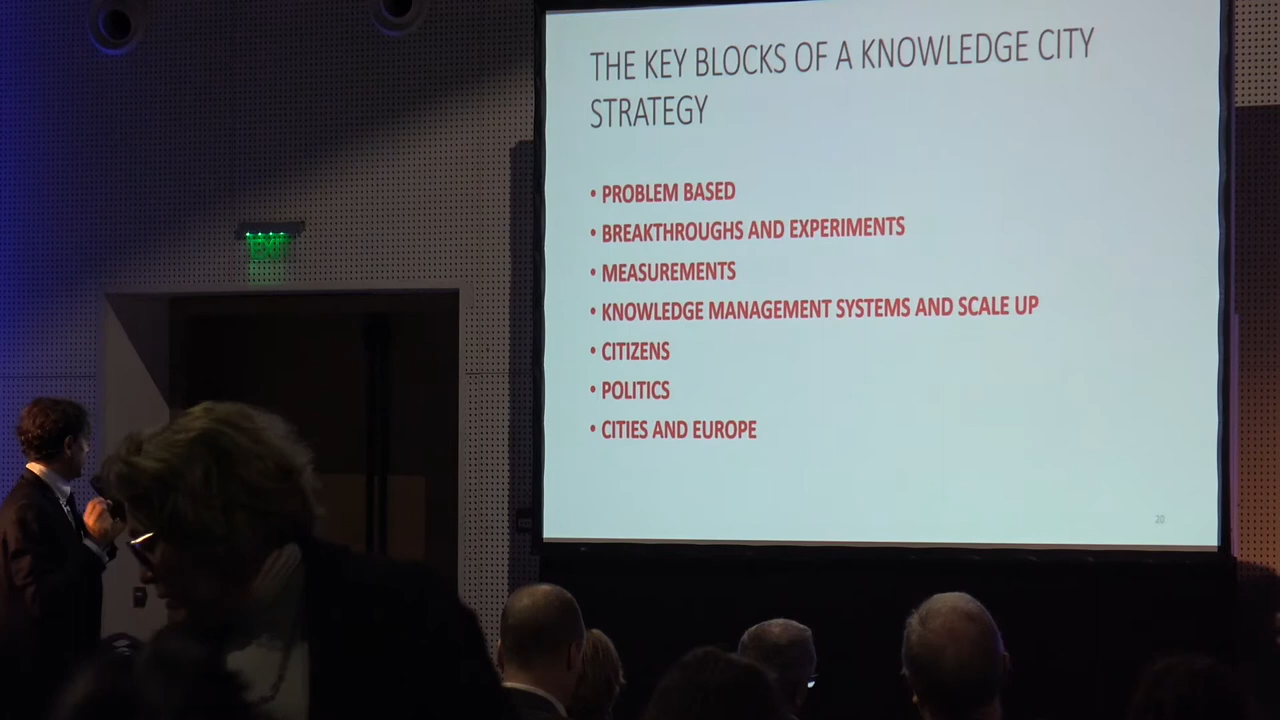 THE KEY BLOCKS OF A KNOWLEDGE CITY
STRATEGY
• PROBLEM BASED
• BREAKTHROUGHS AND EXPERIMENTS
• MEASUREMENTS
• KNOWLEDGE MANAGEMENT SYSTEMS AND SCALE UP
• CITIZENS
• POLITICS
• CITIES AND EUROPE
20
EXIT